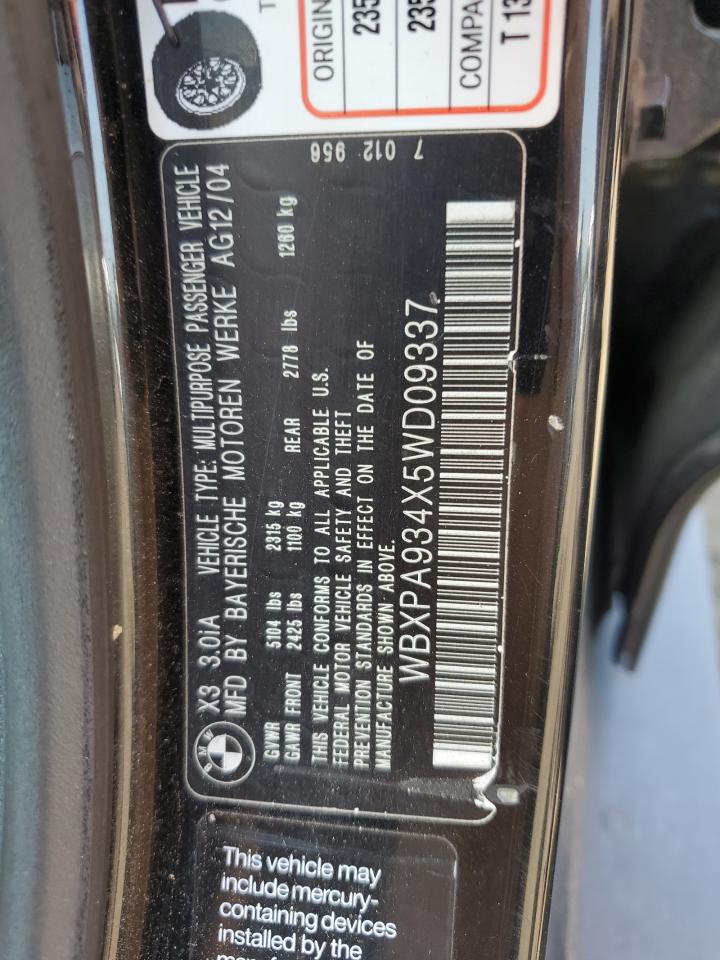 ORIGIN
235
235
COMPA
T 13
7 012 956
BMW
X3 3.0iA VEHICLE TYPE: MULTIPURPOSE PASSENGER VEHICLE
MFD BY BAYERISCHE MOTOREN WERKE AG12/04
GVWR 5104 lbs 2315 kg
GAWR FRONT 2425 lbs 1100 kg REAR 2778 lbs 1260 kg
THIS VEHICLE CONFORMS TO ALL APPLICABLE U.S.
FEDERAL MOTOR VEHICLE SAFETY AND THEFT
PREVENTION STANDARDS IN EFFECT ON THE DATE OF
MANUFACTURE SHOWN ABOVE.
WBXPA934X5WD09337
This vehicle may
include mercury-
containing devices
installed by the